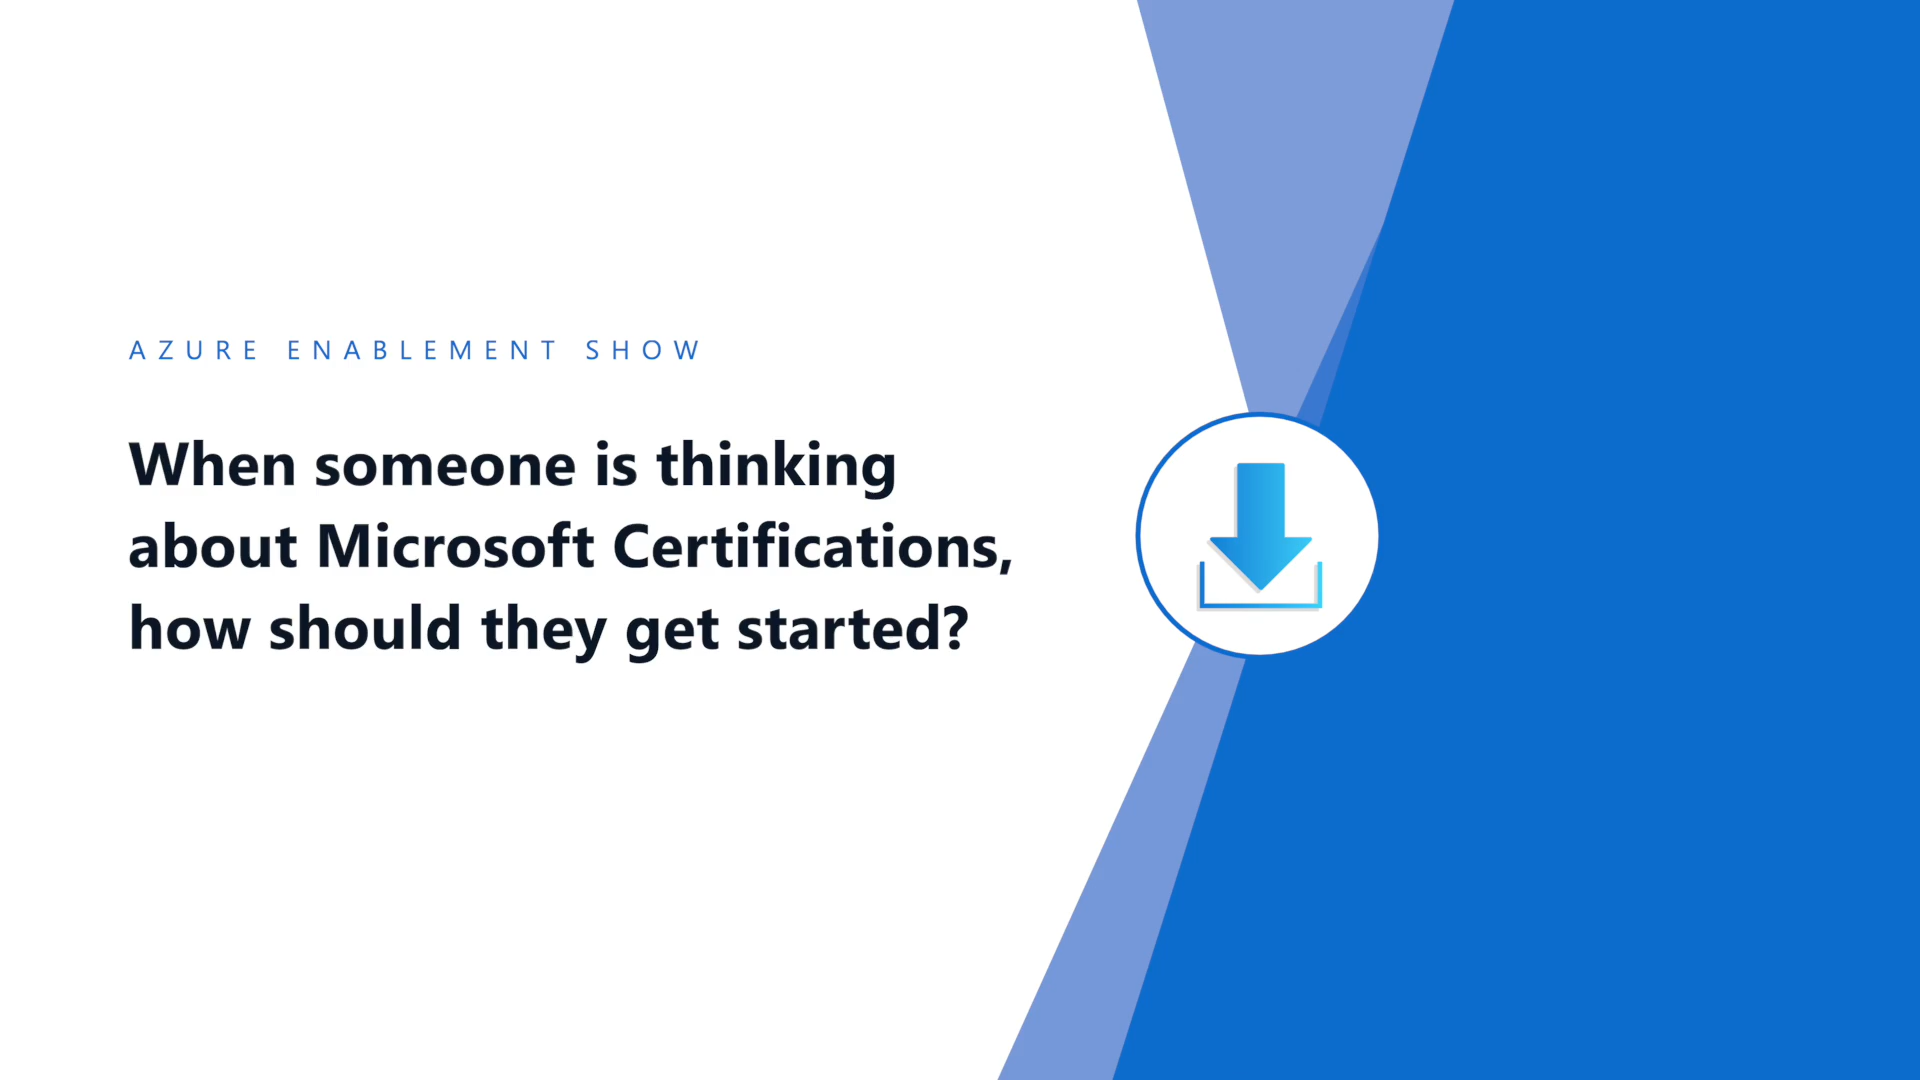 AZURE ENABLEMENT SHOW
When someone is thinking
about Microsoft Certifications,
how should they get started?